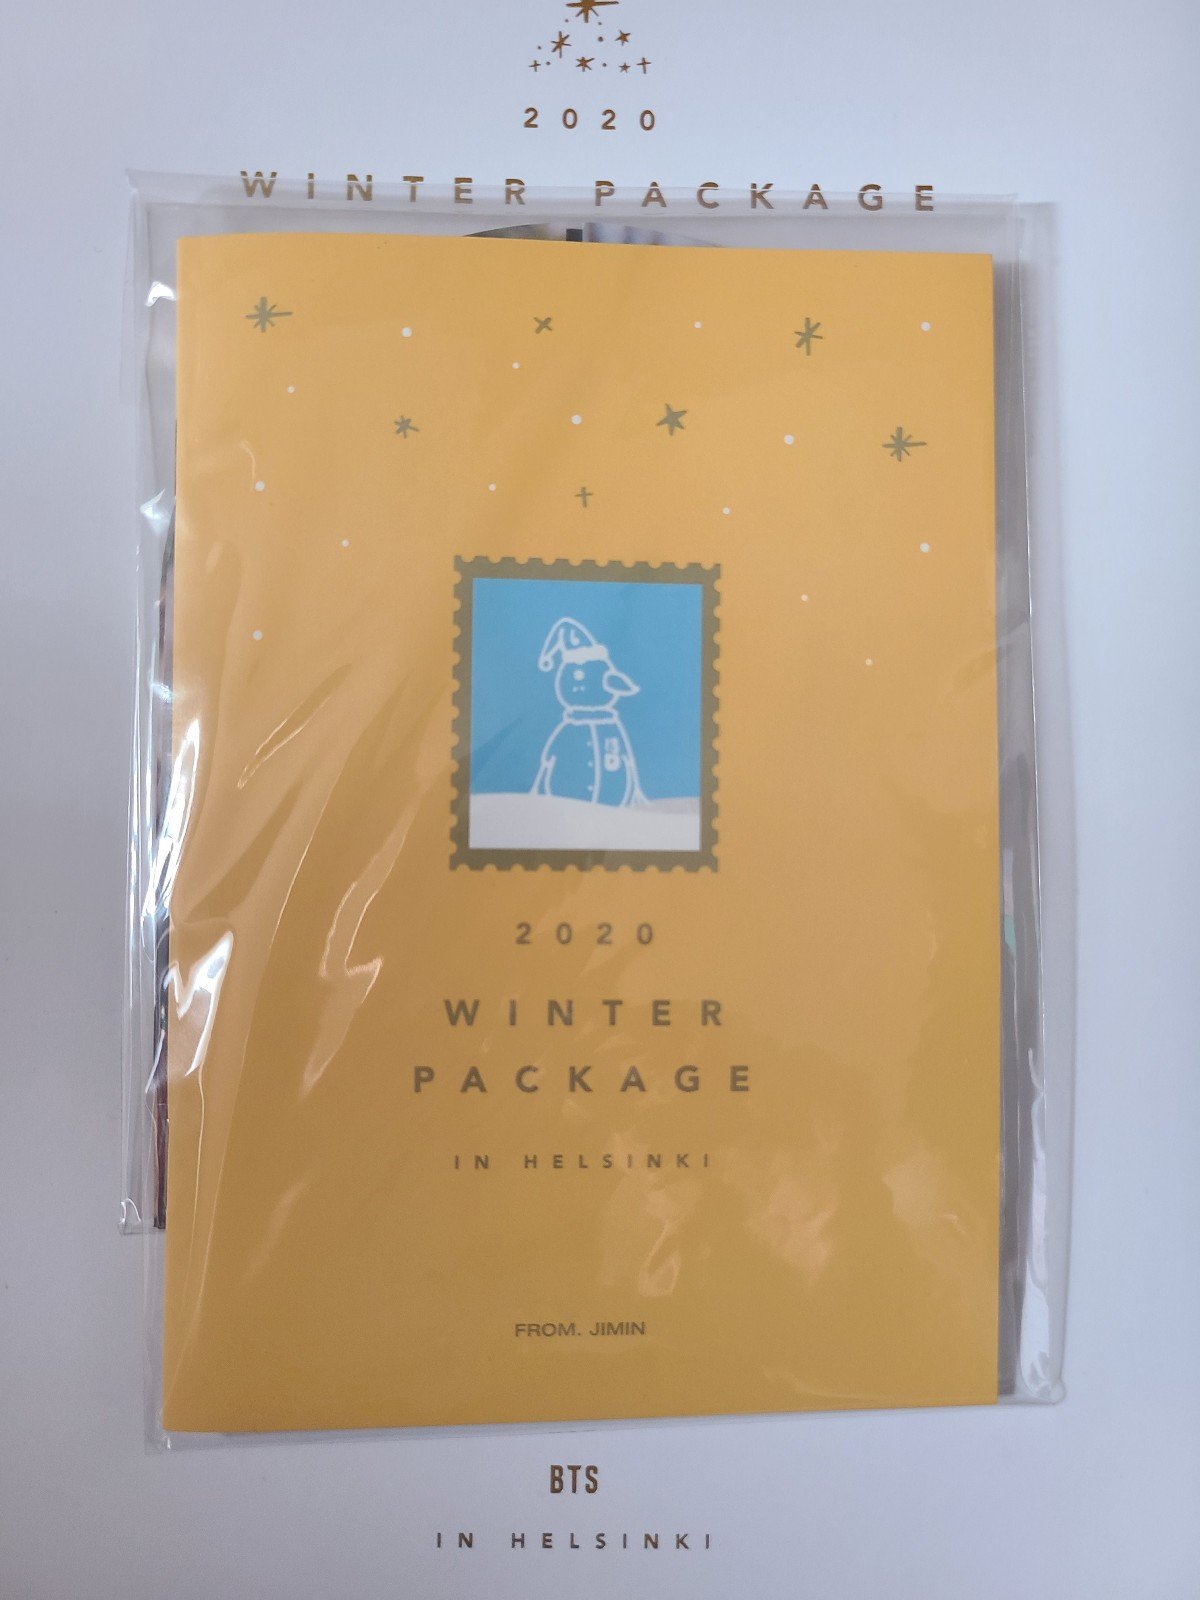 2020
WINTER PACKAGE
2020
WINTER
PACKAGE
IN HELSINKI
FROM. JIMIN
BTS
IN HELSINKI